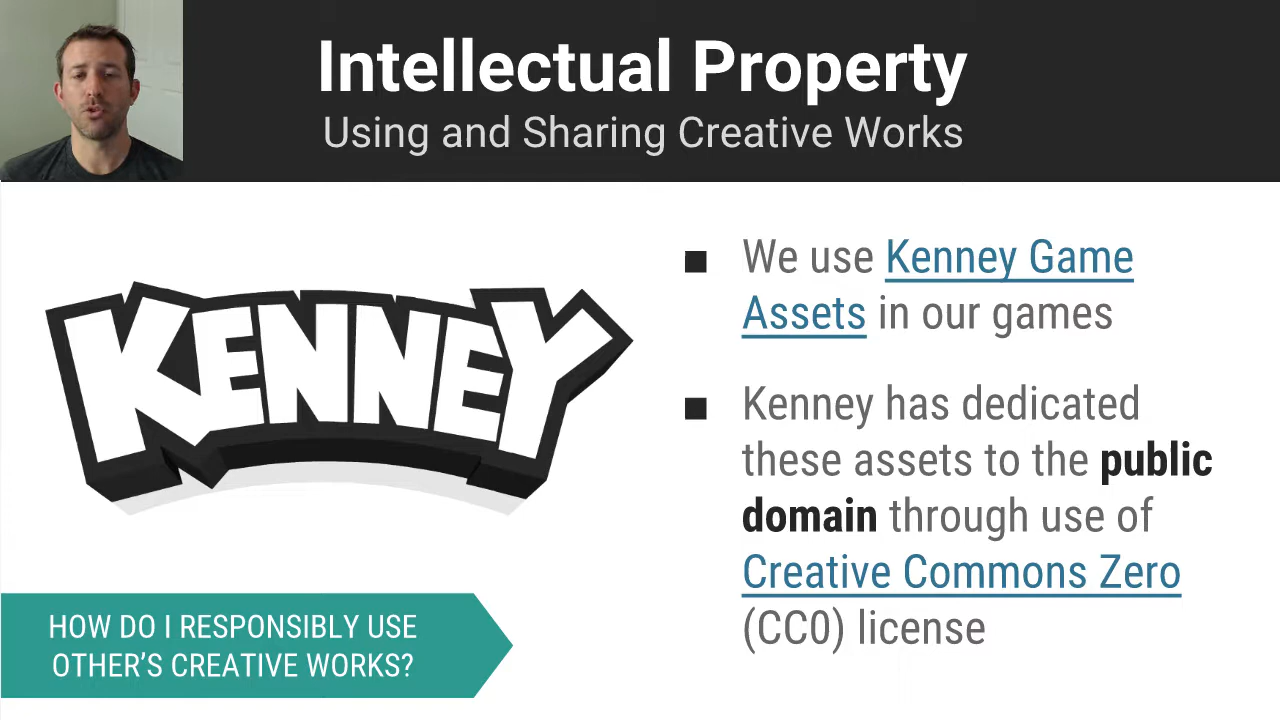 Intellectual Property
Using and Sharing Creative Works
KENNEY
■ We use Kenney Game
Assets in our games
■ Kenney has dedicated
these assets to the public
domain through use of
Creative Commons Zero
(CC0) license
HOW DO I RESPONSIBLY USE
OTHER'S CREATIVE WORKS?